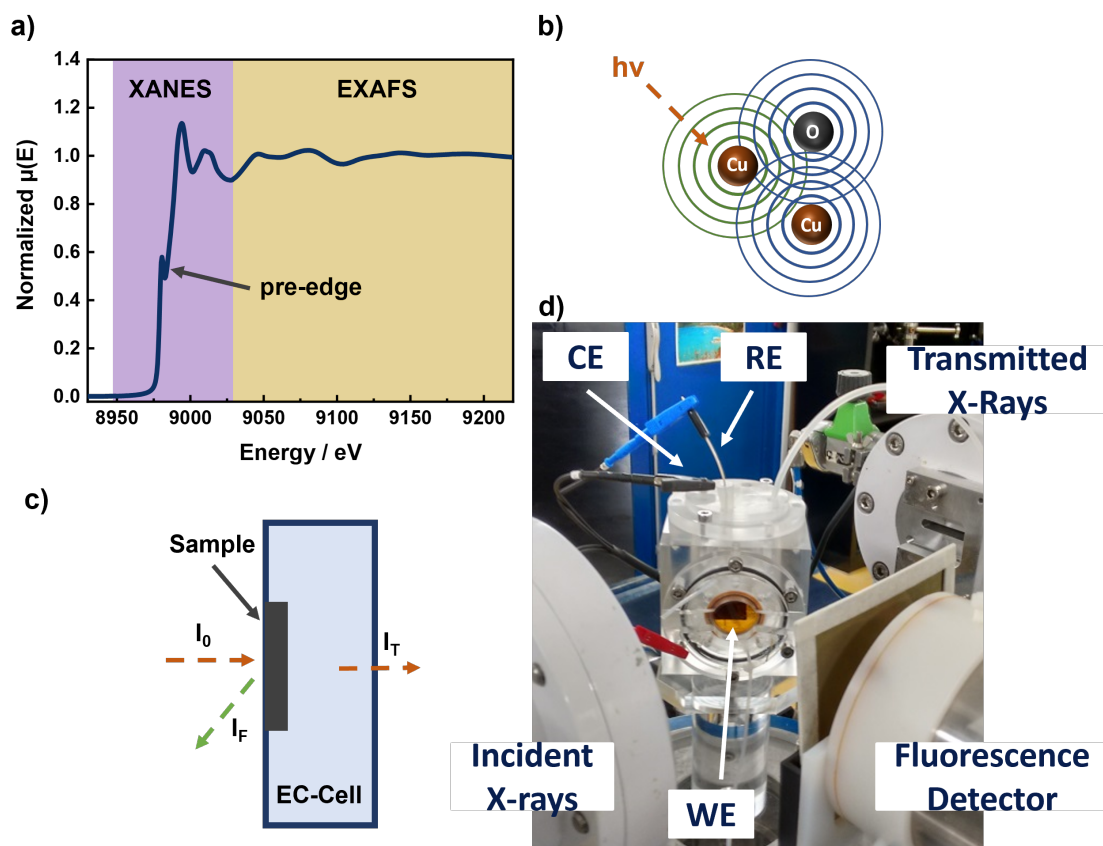 a)
1.4
1.2
1.0
0.8
0.6
0.4
0.2
0.0
Normalized µ(E)
XANES
EXAFS
pre-edge
8950 9000 9050 9100 9150 9200
Energy / eV
b)
hν
O
Cu
Cu
c)
Sample
I0
IT
IF
EC-Cell
d)
CE
RE
Transmitted
X-Rays
Incident
X-rays
WE
Fluorescence
Detector